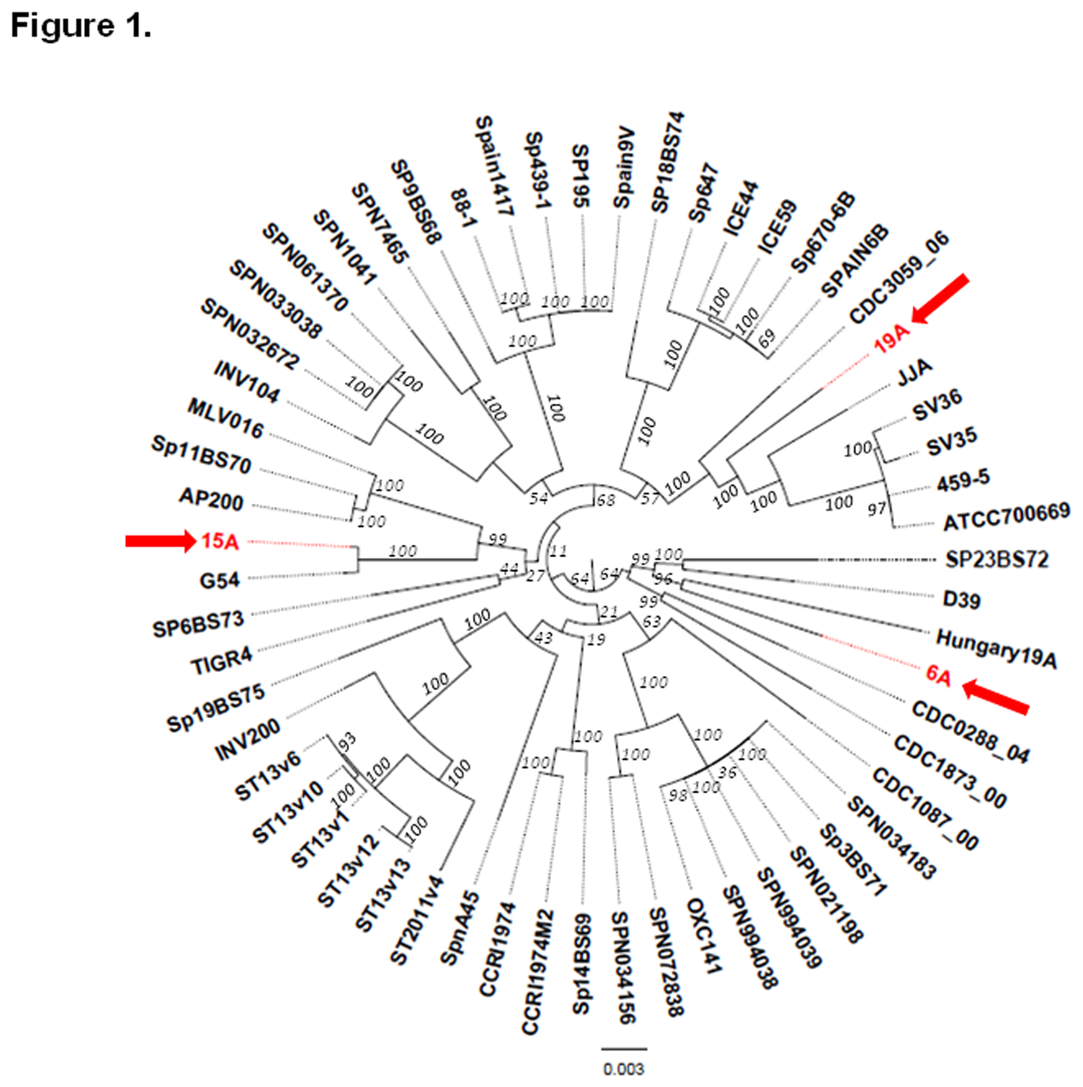 Figure 1.
88-1
Spain1417
Sp439-1
SP195
Spain9V
SP18BS74
Sp647
ICE44
ICE59
Sp670-6B
SPAIN6B
CDC3059_06
19A
JJA
SV36
SV35
459-5
ATCC700669
SP23BS72
D39
Hungary19A
6A
CDC0288_04
CDC1873_00
CDC1087_00
SPN034183
Sp3BS71
SPN021198
SPN994039
SPN994038
OXC141
SPN072838
SPN034156
Sp14BS69
CCRI1974M2
CCRI1974
SpnA45
ST2011v4
ST13v13
ST13v12
ST13v1
ST13v10
ST13v6
INV200
Sp19BS75
TIGR4
SP6BS73
G54
15A
AP200
Sp11BS70
MLV016
INV104
SPN032672
SPN033038
SPN061370
SPN1041
SPN7465
SP9BS68
100
100
100
100
100
100
100
69
100
100
100
100
100
100
100
97
100
100
100
100
100
54
68
57
100
100
99
100
11
44
27
64
64
99
100
96
99
21
63
19
43
100
100
100
93
100
100
100
100
100
100
100
100
100
36
100
98
0.003